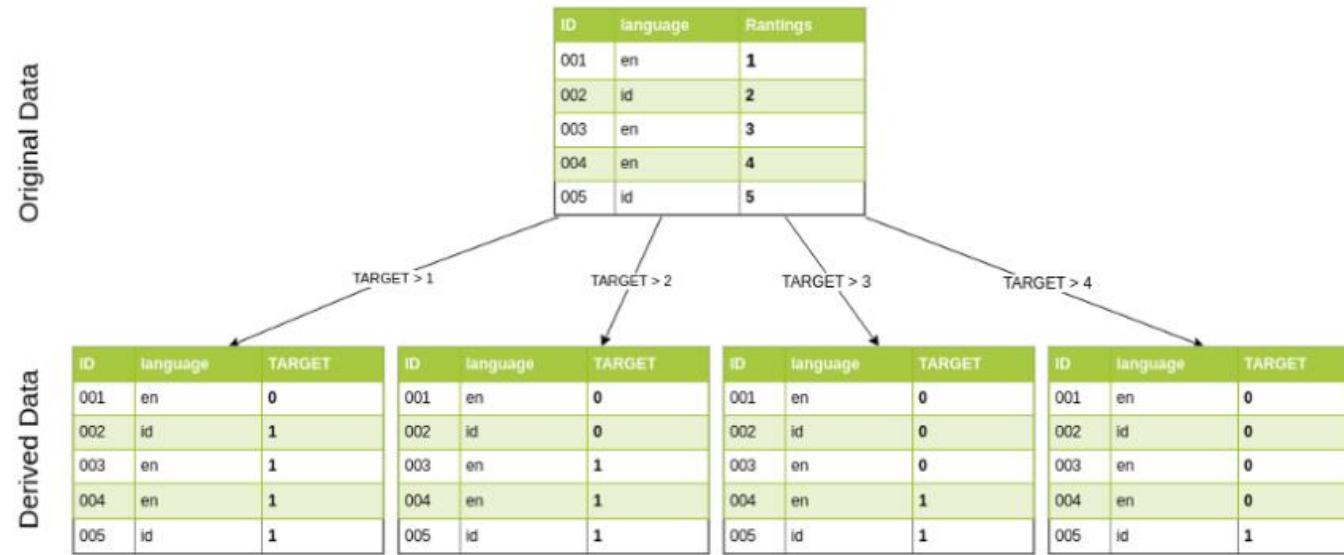 Original Data
ID language Rantings
001 en 1
002 id 2
003 en 3
004 en 4
005 id 5
TARGET > 1 TARGET > 2 TARGET > 3 TARGET > 4
Derived Data
ID language TARGET ID language TARGET ID language TARGET ID language TARGET
001 en 0 001 en 0 001 en 0 001 en 0
002 id 1 002 id 0 002 id 0 002 id 0
003 en 1 003 en 1 003 en 0 003 en 0
004 en 1 004 en 1 004 en 1 004 en 0
005 id 1 005 id 1 005 id 1 005 id 1